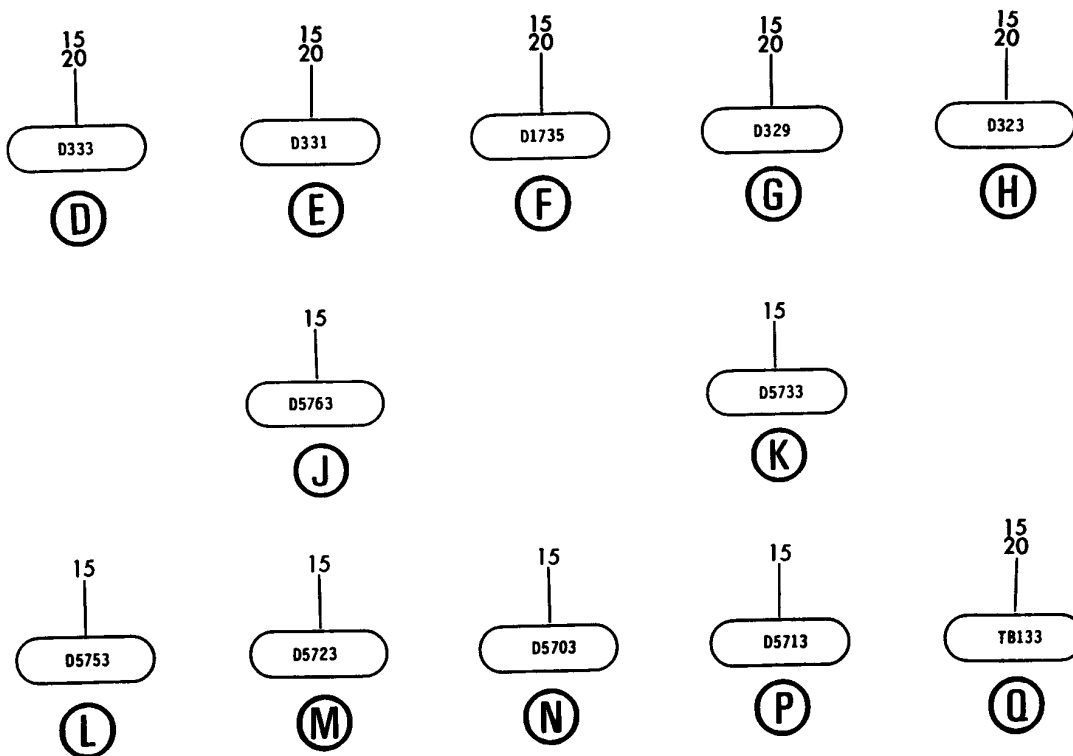 15 15 15 15 15
20 20 20 20 20
D333 D331 D1735 D329 D323
D E F G H
15 15
D5763 D5733
J K
15
15 15 15 15 20
D5753 D5723 D5703 D5713 TB133
L M N P Q